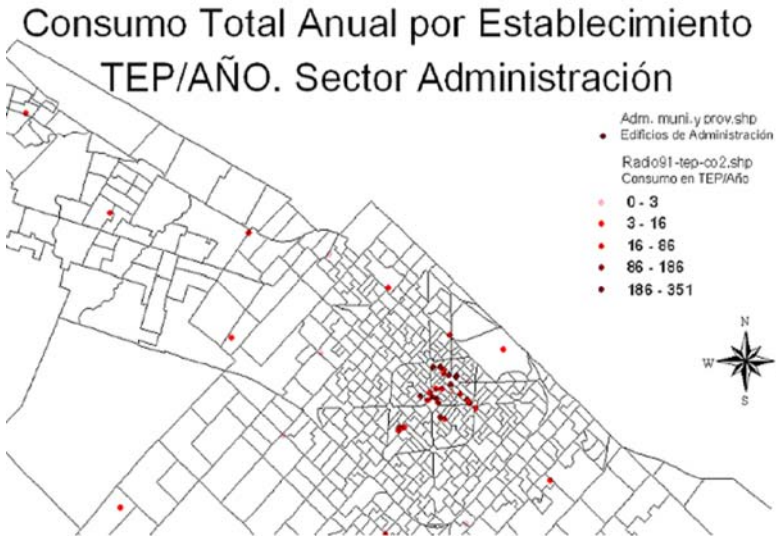 Consumo Total Anual por Establecimiento
TEP/AÑO. Sector Administración
Adm. muni.y prov.shp
Edificios de Administración
Radio91-tep-co2.shp
Consumo en TEP/Año
0 - 3
3 - 16
16 - 86
86 - 186
186 - 351
N
W
S